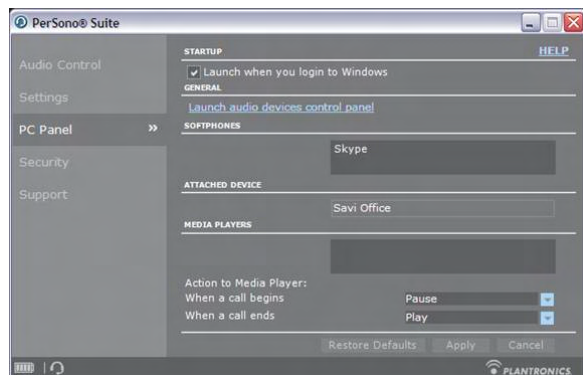 PerSono® Suite
Audio Control
Settings
PC Panel »
Security
Support
STARTUP
HELP
Launch when you login to Windows
GENERAL
Launch audio devices control panel
SOFTPHONES
Skype
ATTACHED DEVICE
Savi Office
MEDIA PLAYERS
Action to Media Player:
When a call begins Pause
When a call ends Play
Restore Defaults Apply Cancel
PLANTRONICS